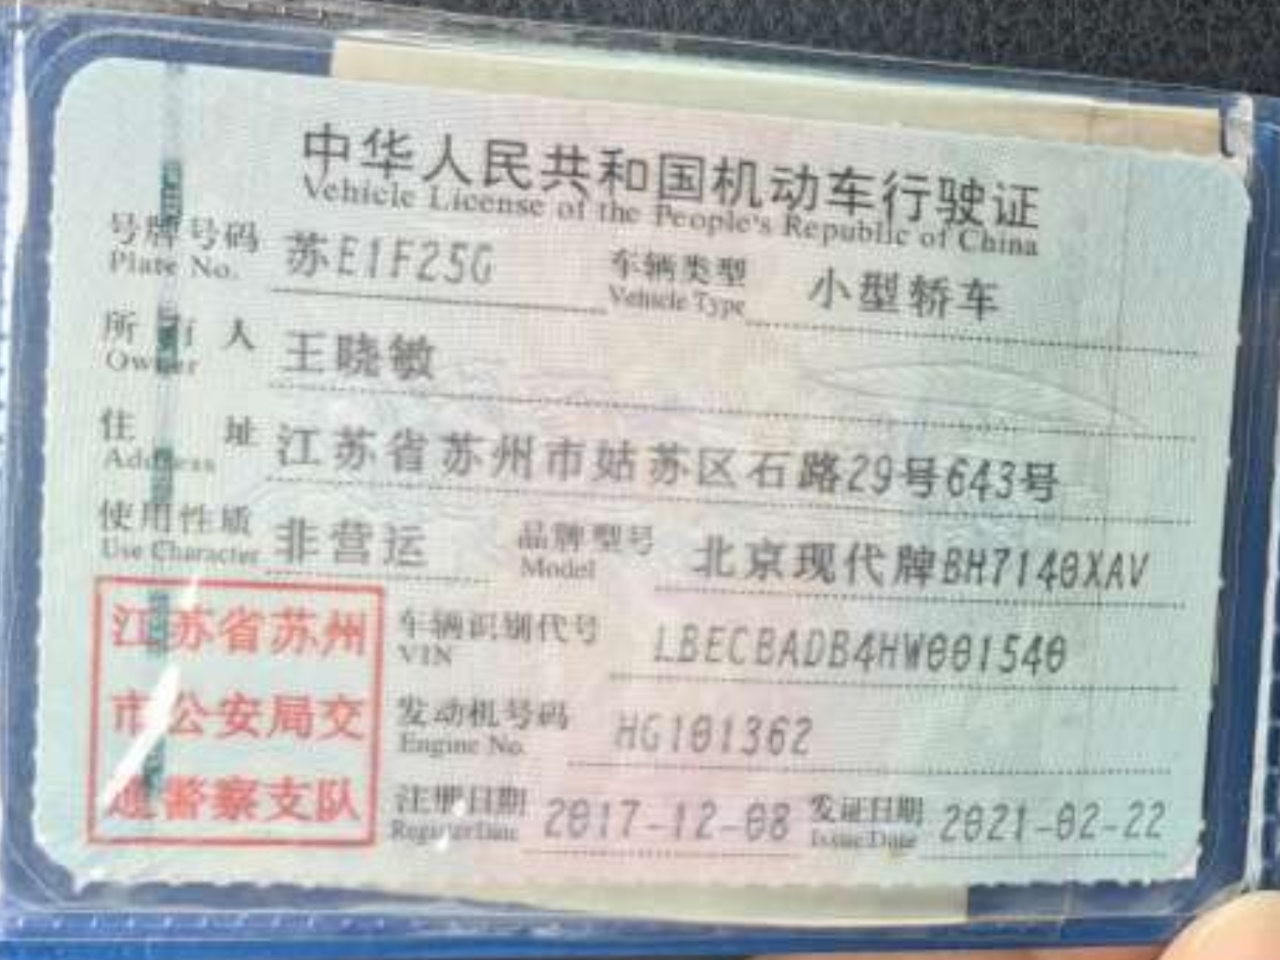 中华人民共和国机动车行驶证
Vehicle License of the People's Republic of China
号牌号码 苏E1F25G 车辆类型 小型轿车
Plate No. Vehicle Type
所有人 王晓敏
Owner
住址 江苏省苏州市姑苏区石路29号643号
Address
使用性质 非营运 品牌型号 北京现代牌BH7140XAV
Use Character Model
江苏省苏州
市公安局交
通警察支队
车辆识别代号 LBECBADB4HW001540
VIN
发动机号码 HG101362
Engine No.
注册日期 2017-12-08 发证日期 2021-02-22
Register Date Issue Date